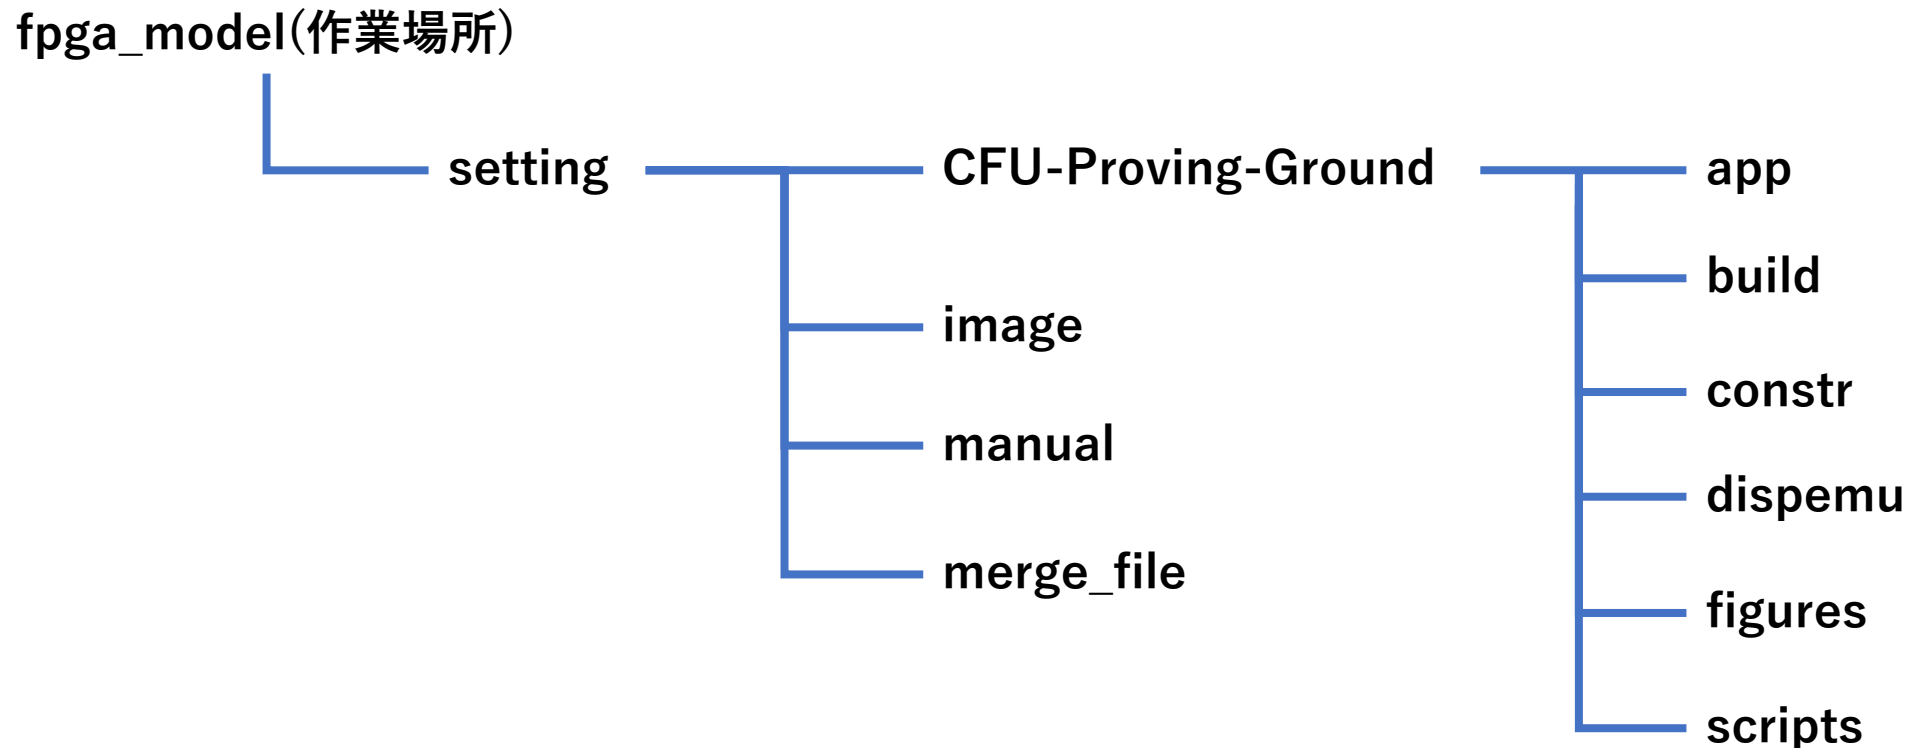 fpga_model(作業場所)
setting
CFU-Proving-Ground
app
build
image
constr
manual
dispemu
merge_file
figures
scripts